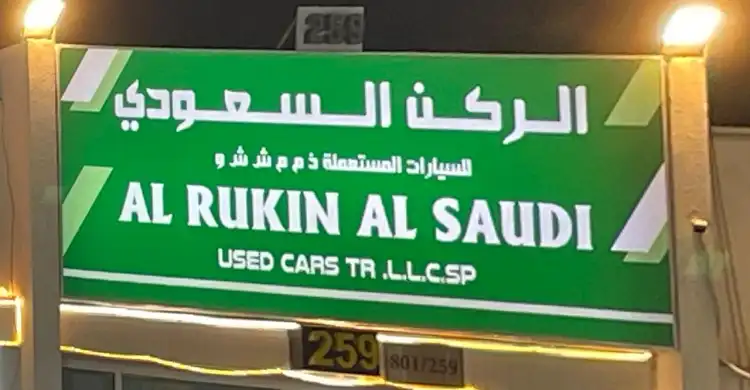 259
الركن السعودي
للسيارات المستعملة ذ م م ش ش و
AL RUKIN AL SAUDI
USED CARS TR .L.L.C.SP
259
801/259